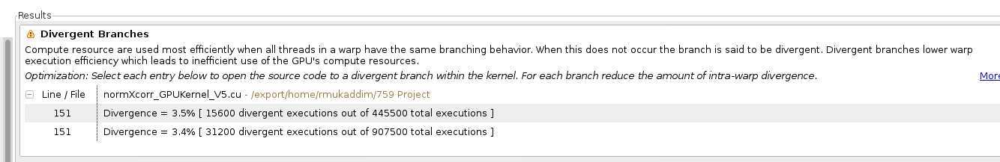 Results
Divergent Branches
Compute resource are used most efficiently when all threads in a warp have the same branching behavior. When this does not occur the branch is said to be divergent. Divergent branches lower warp
execution efficiency which leads to inefficient use of the GPU's compute resources.
Optimization: Select each entry below to open the source code to a divergent branch within the kernel. For each branch reduce the amount of intra-warp divergence. More
Line / File normXcorr_GPUKernel_V5.cu - /export/home/rmukaddim/759 Project
151 Divergence = 3.5% [ 15600 divergent executions out of 445500 total executions ]
151 Divergence = 3.4% [ 31200 divergent executions out of 907500 total executions ]